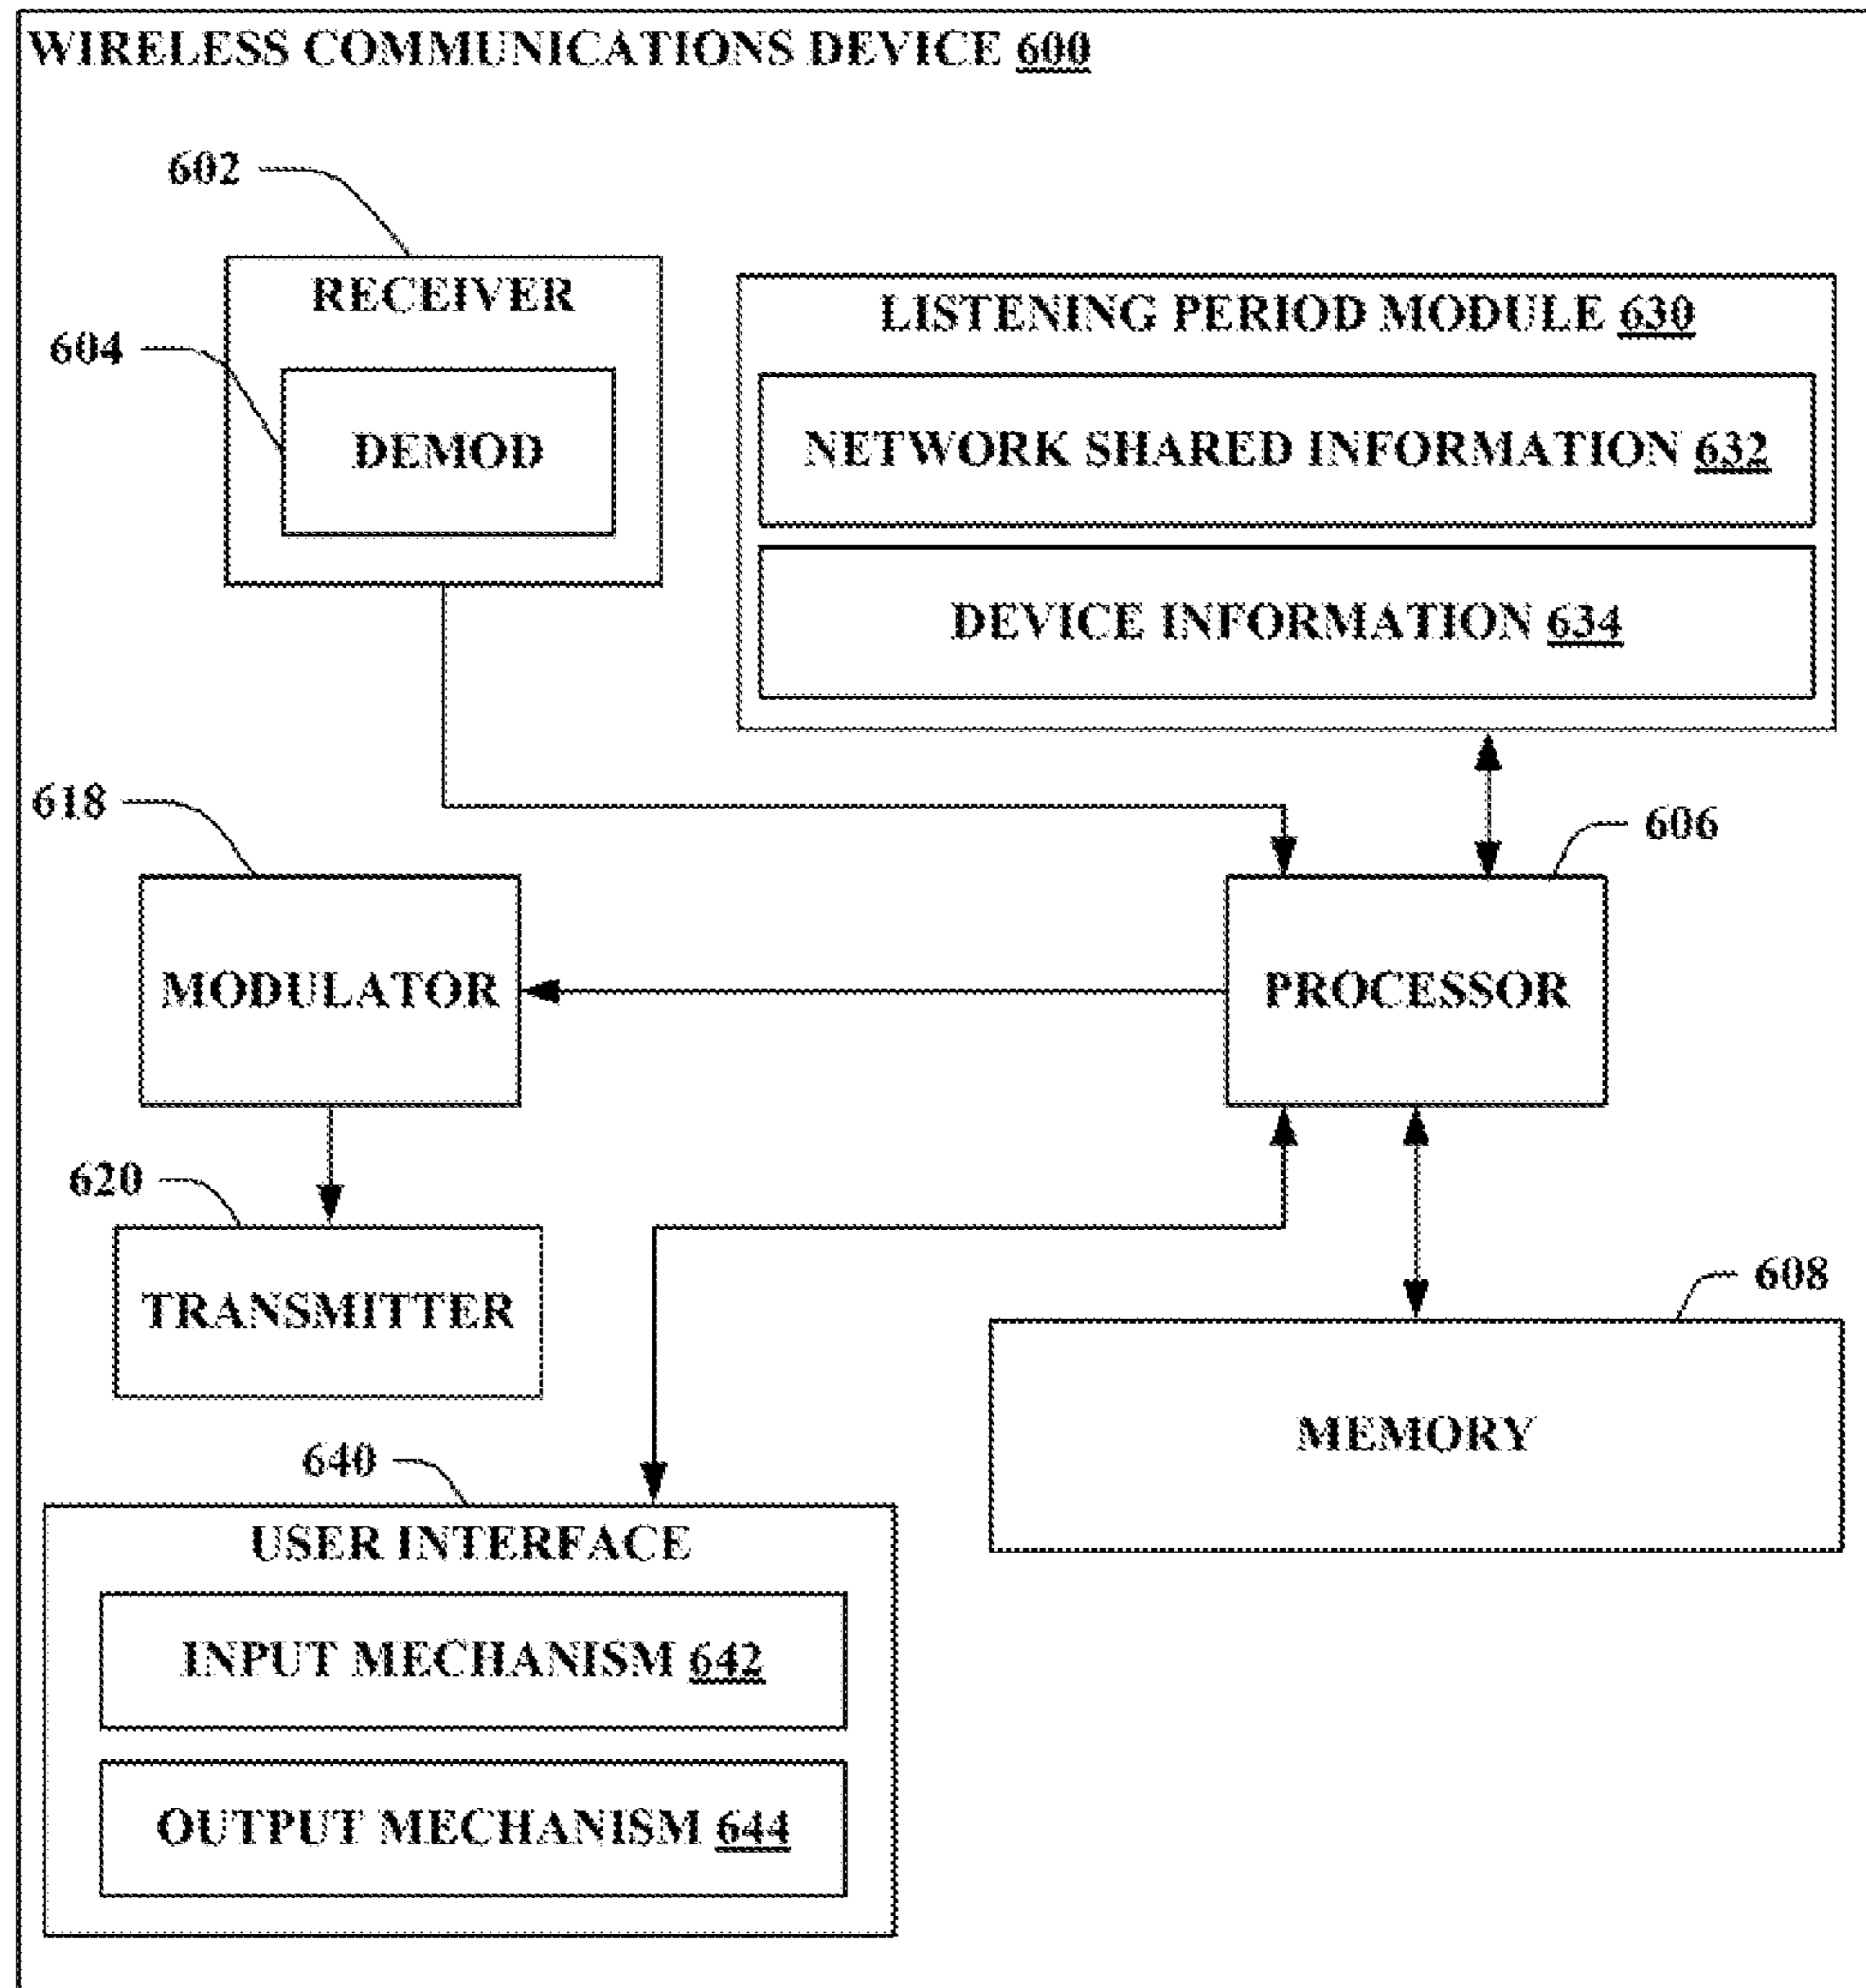 WIRELESS COMMUNICATIONS DEVICE 600
602
RECEIVER
604
DEMOD
LISTENING PERIOD MODULE 630
NETWORK SHARED INFORMATION 632
DEVICE INFORMATION 634
618
606
MODULATOR
PROCESSOR
620
TRANSMITTER
608
MEMORY
640
USER INTERFACE
INPUT MECHANISM 642
OUTPUT MECHANISM 644